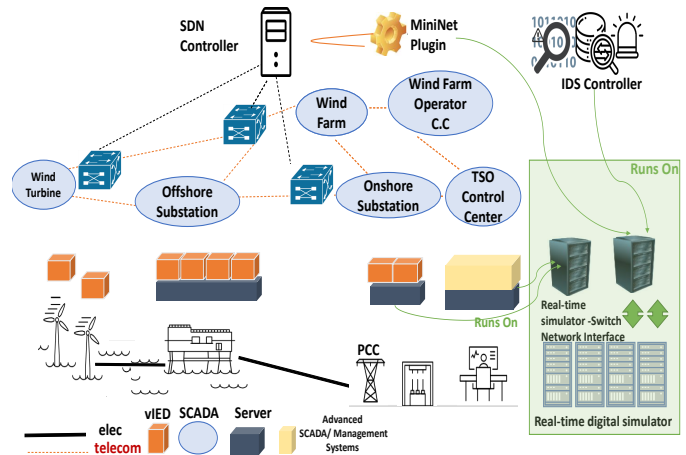 SDN
Controller
MiniNet
Plugin
1011010
IDS Controller
Wind
Farm
Wind Farm
Operator
C.C
Wind
Turbine
Offshore
Substation
Onshore
Substation
TSO
Control
Center
Runs On
Real-time
simulator -Switch
Network Interface
Runs On
PCC
Real-time digital simulator
elec
telecom
vIED
SCADA
Server
Advanced
SCADA/ Management
Systems